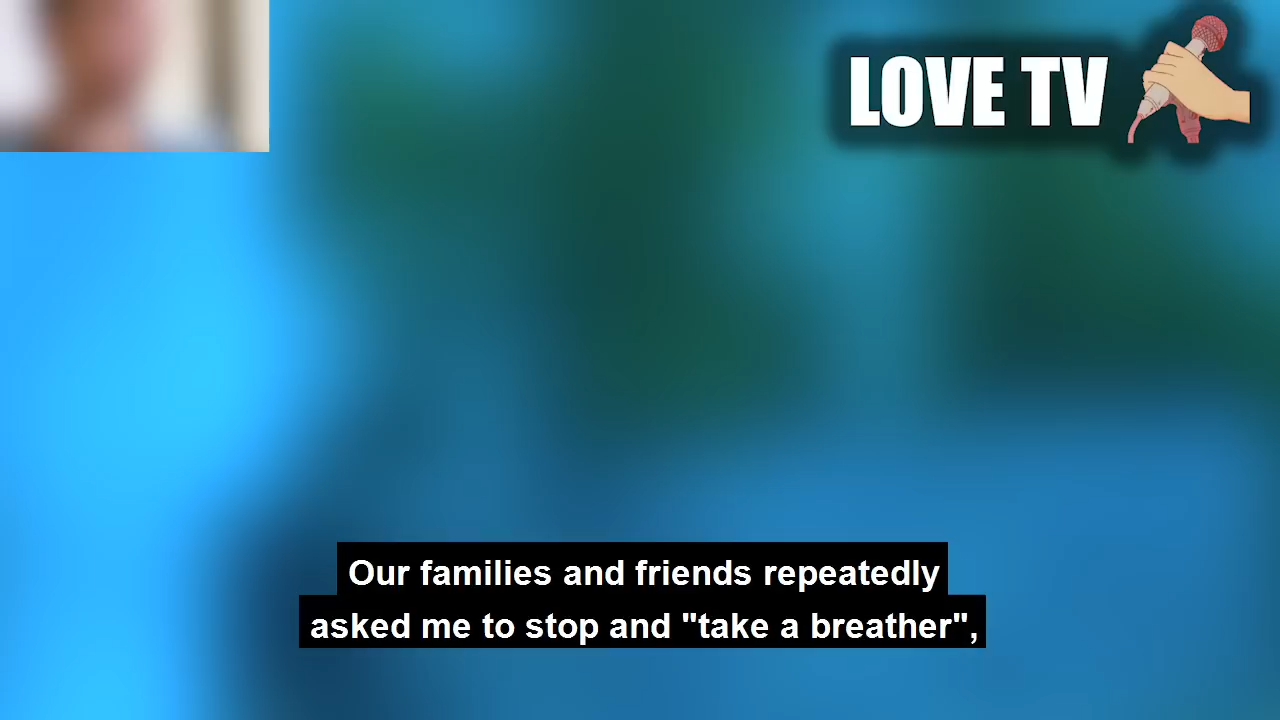 LOVE TV
Our families and friends repeatedly
asked me to stop and "take a breather",